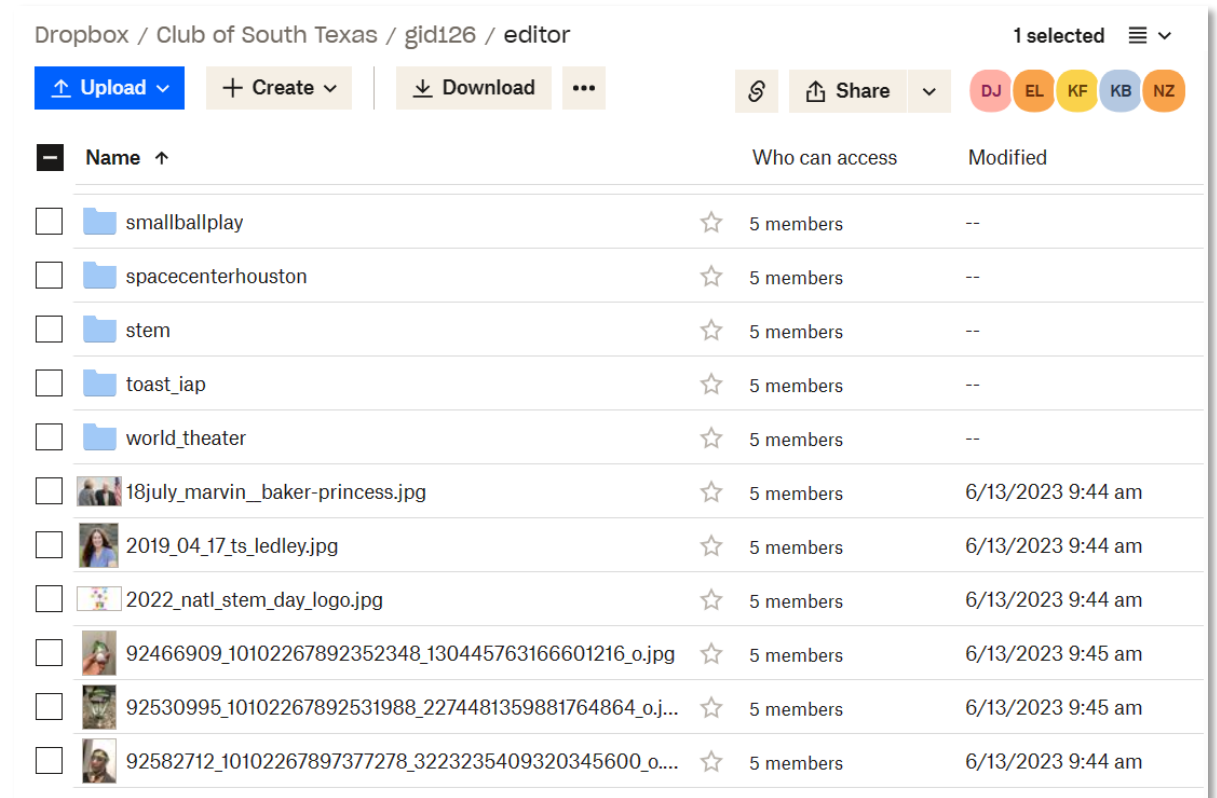 Dropbox / Club of South Texas / gid126 / editor
1 selected
Upload
Create
Download
Share
DJ
EL
KF
KB
NZ
Name
Who can access
Modified
smallballplay 5 members --
spacecenterhouston 5 members --
stem 5 members --
toast_iap 5 members --
world_theater 5 members --
18july_marvin__baker-princess.jpg 5 members 6/13/2023 9:44 am
2019_04_17_ts_ledley.jpg 5 members 6/13/2023 9:44 am
2022_natl_stem_day_logo.jpg 5 members 6/13/2023 9:44 am
92466909_10102267892352348_130445763166601216_o.jpg 5 members 6/13/2023 9:45 am
92530995_10102267892531988_2274481359881764864_o.j... 5 members 6/13/2023 9:45 am
92582712_10102267897377278_3223235409320345600_o.... 5 members 6/13/2023 9:44 am